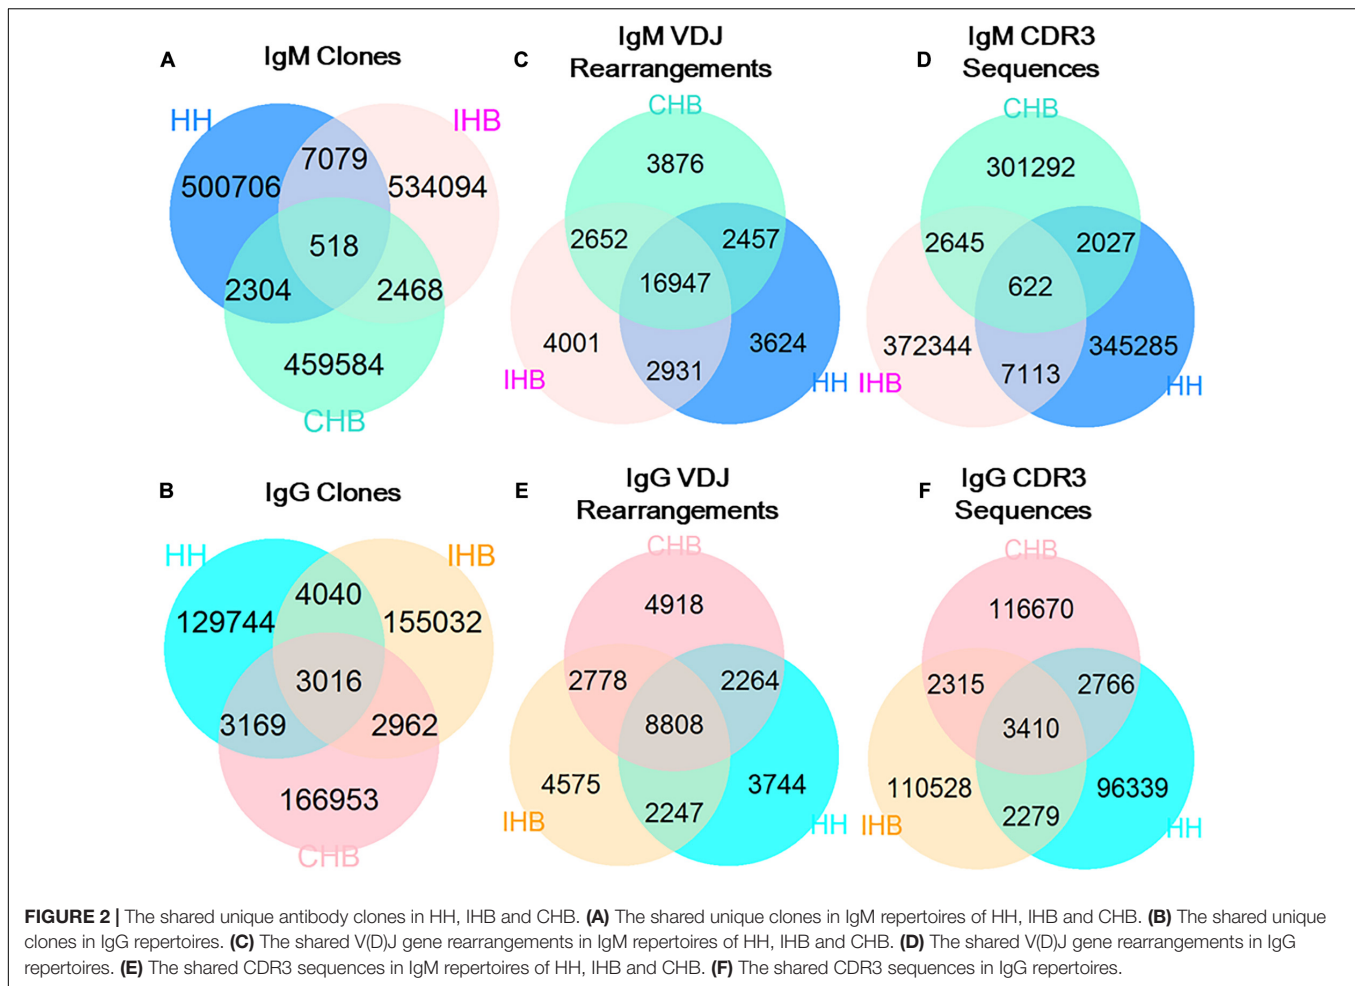 A
IgM Clones
HH
IHB
7079
500706
534094
518
2304
2468
459584
CHB
C
IgM VDJ
Rearrangements
CHB
3876
2652
2457
16947
4001
3624
2931
IHB
HH
D
IgM CDR3
Sequences
CHB
301292
2645
2027
622
372344
345285
7113
IHB
HH
B
IgG Clones
HH
IHB
4040
129744
155032
3016
3169
2962
166953
CHB
E
IgG VDJ
Rearrangements
CHB
4918
2778
2264
8808
4575
3744
2247
IHB
HH
F
IgG CDR3
Sequences
CHB
116670
2315
2766
3410
110528
96339
2279
IHB
HH
FIGURE 2 | The shared unique antibody clones in HH, IHB and CHB. (A) The shared unique clones in IgM repertoires of HH, IHB and CHB. (B) The shared unique
clones in IgG repertoires. (C) The shared V(D)J gene rearrangements in IgM repertoires of HH, IHB and CHB. (D) The shared V(D)J gene rearrangements in IgG
repertoires. (E) The shared CDR3 sequences in IgM repertoires of HH, IHB and CHB. (F) The shared CDR3 sequences in IgG repertoires.